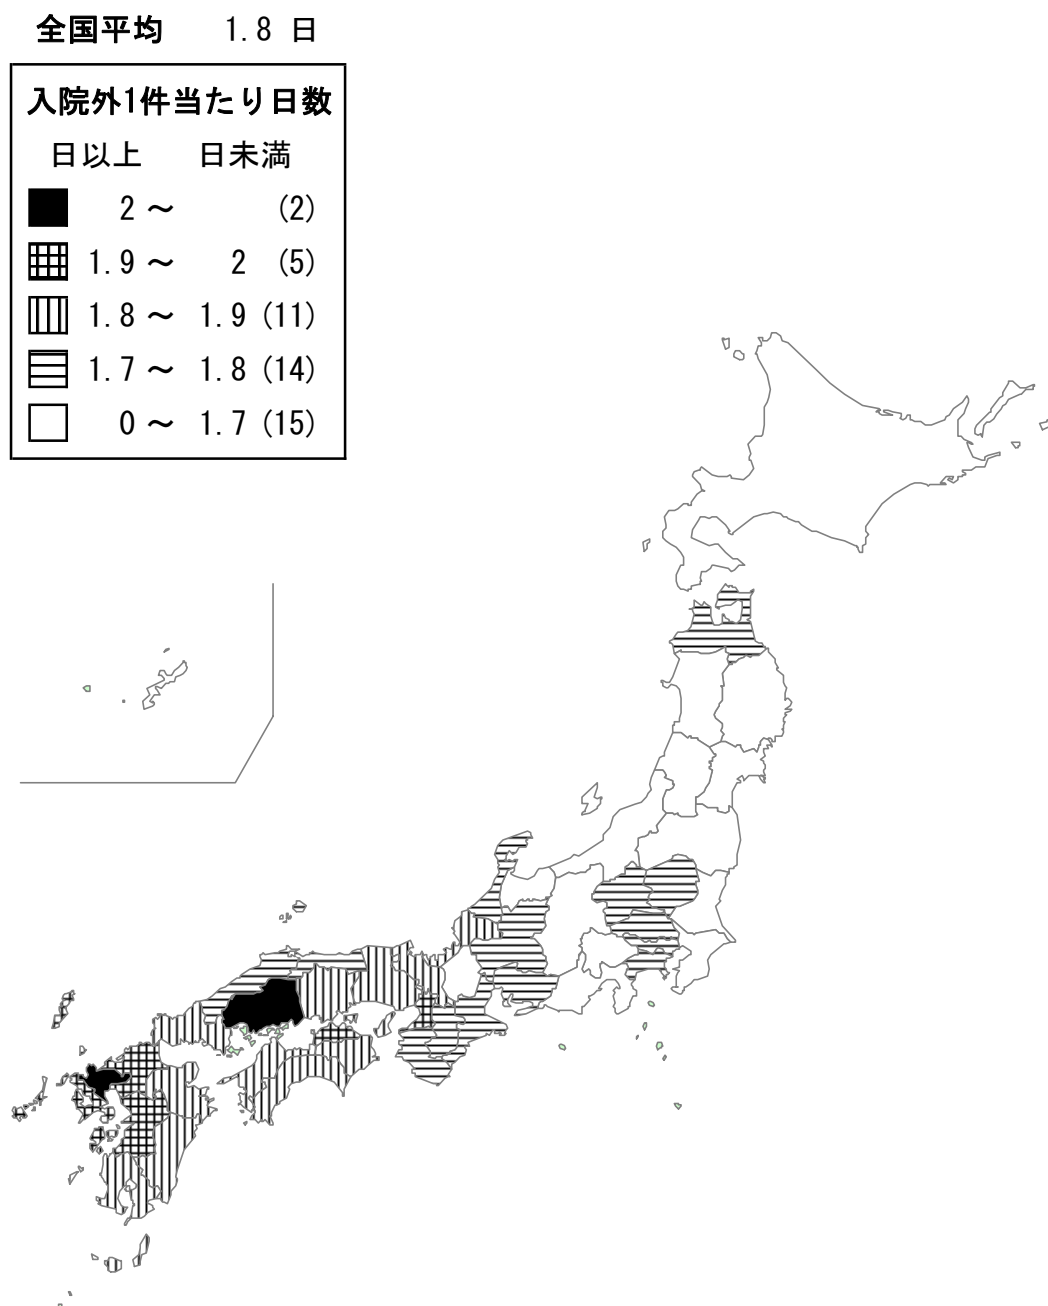 全国平均 1.8 日
入院外1件当たり日数
日以上 日未満
2～ (2)
1.9～ 2 (5)
1.8～ 1.9 (11)
1.7～ 1.8 (14)
0～ 1.7 (15)